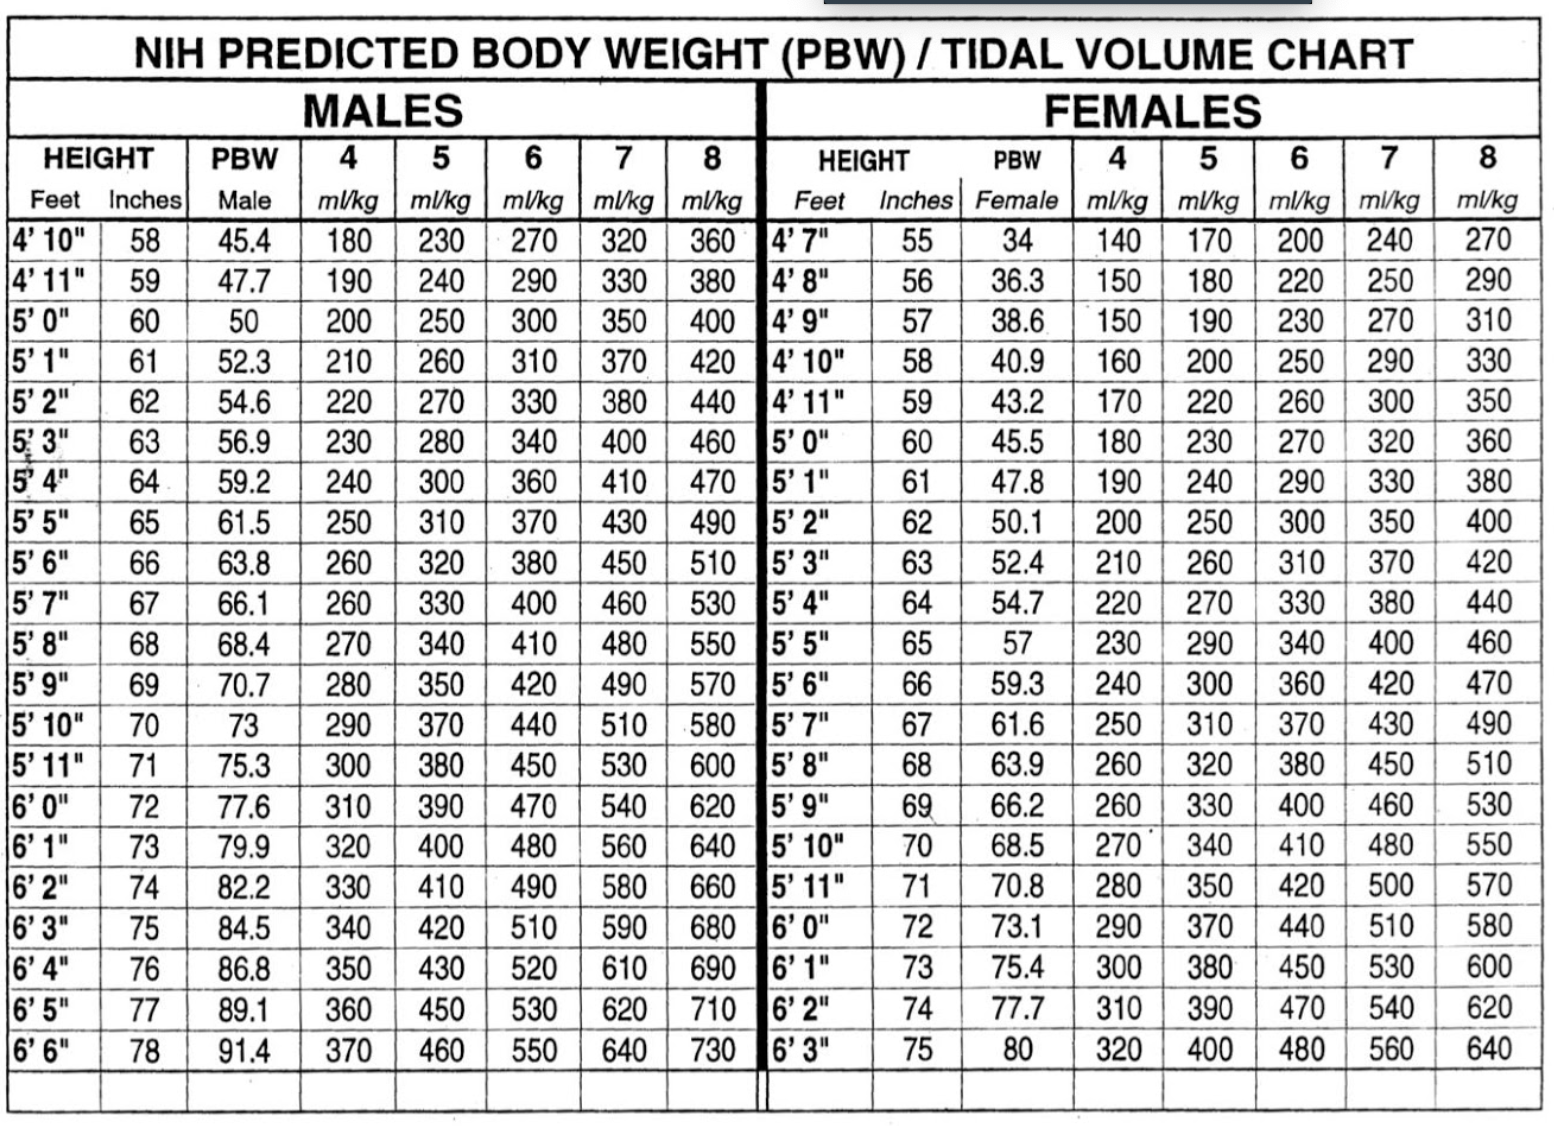 NIH PREDICTED BODY WEIGHT (PBW) / TIDAL VOLUME CHART
MALES FEMALES
HEIGHT PBW 4 5 6 7 8 HEIGHT PBW 4 5 6 7 8
Feet Inches Male ml/kg ml/kg ml/kg ml/kg ml/kg Feet Inches Female ml/kg ml/kg ml/kg ml/kg ml/kg
4' 10" 58 45.4 180 230 270 320 360 4' 7" 55 34 140 170 200 240 270
4' 11" 59 47.7 190 240 290 330 380 4' 8" 56 36.3 150 180 220 250 290
5' 0" 60 50 200 250 300 350 400 4' 9" 57 38.6 150 190 230 270 310
5' 1" 61 52.3 210 260 310 370 420 4' 10" 58 40.9 160 200 250 290 330
5' 2" 62 54.6 220 270 330 380 440 4' 11" 59 43.2 170 220 260 300 350
5' 3" 63 56.9 230 280 340 400 460 5' 0" 60 45.5 180 230 270 320 360
5' 4" 64 59.2 240 300 360 410 470 5' 1" 61 47.8 190 240 290 330 380
5' 5" 65 61.5 250 310 370 430 490 5' 2" 62 50.1 200 250 300 350 400
5' 6" 66 63.8 260 320 380 450 510 5' 3" 63 52.4 210 260 310 370 420
5' 7" 67 66.1 260 330 400 460 530 5' 4" 64 54.7 220 270 330 380 440
5' 8" 68 68.4 270 340 410 480 550 5' 5" 65 57 230 290 340 400 460
5' 9" 69 70.7 280 350 420 490 570 5' 6" 66 59.3 240 300 360 420 470
5' 10" 70 73 290 370 440 510 580 5' 7" 67 61.6 250 310 370 430 490
5' 11" 71 75.3 300 380 450 530 600 5' 8" 68 63.9 260 320 380 450 510
6' 0" 72 77.6 310 390 470 540 620 5' 9" 69 66.2 260 330 400 460 530
6' 1" 73 79.9 320 400 480 560 640 5' 10" 70 68.5 270 340 410 480 550
6' 2" 74 82.2 330 410 490 580 660 5' 11" 71 70.8 280 350 420 500 570
6' 3" 75 84.5 340 420 510 590 680 6' 0" 72 73.1 290 370 440 510 580
6' 4" 76 86.8 350 430 520 610 690 6' 1" 73 75.4 300 380 450 530 600
6' 5" 77 89.1 360 450 530 620 710 6' 2" 74 77.7 310 390 470 540 620
6' 6" 78 91.4 370 460 550 640 730 6' 3" 75 80 320 400 480 560 640